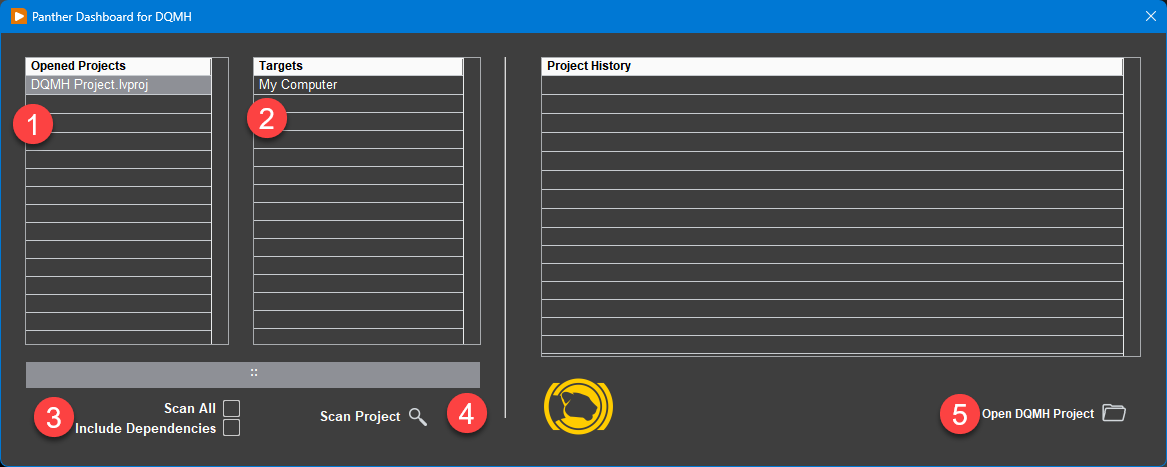 Panther Dashboard for DQMH
Opened Projects
DQMH Project.lvproj
1
Targets
My Computer
2
Project History
::
3
Scan All
Include Dependencies
Scan Project
4
5
Open DQMH Project